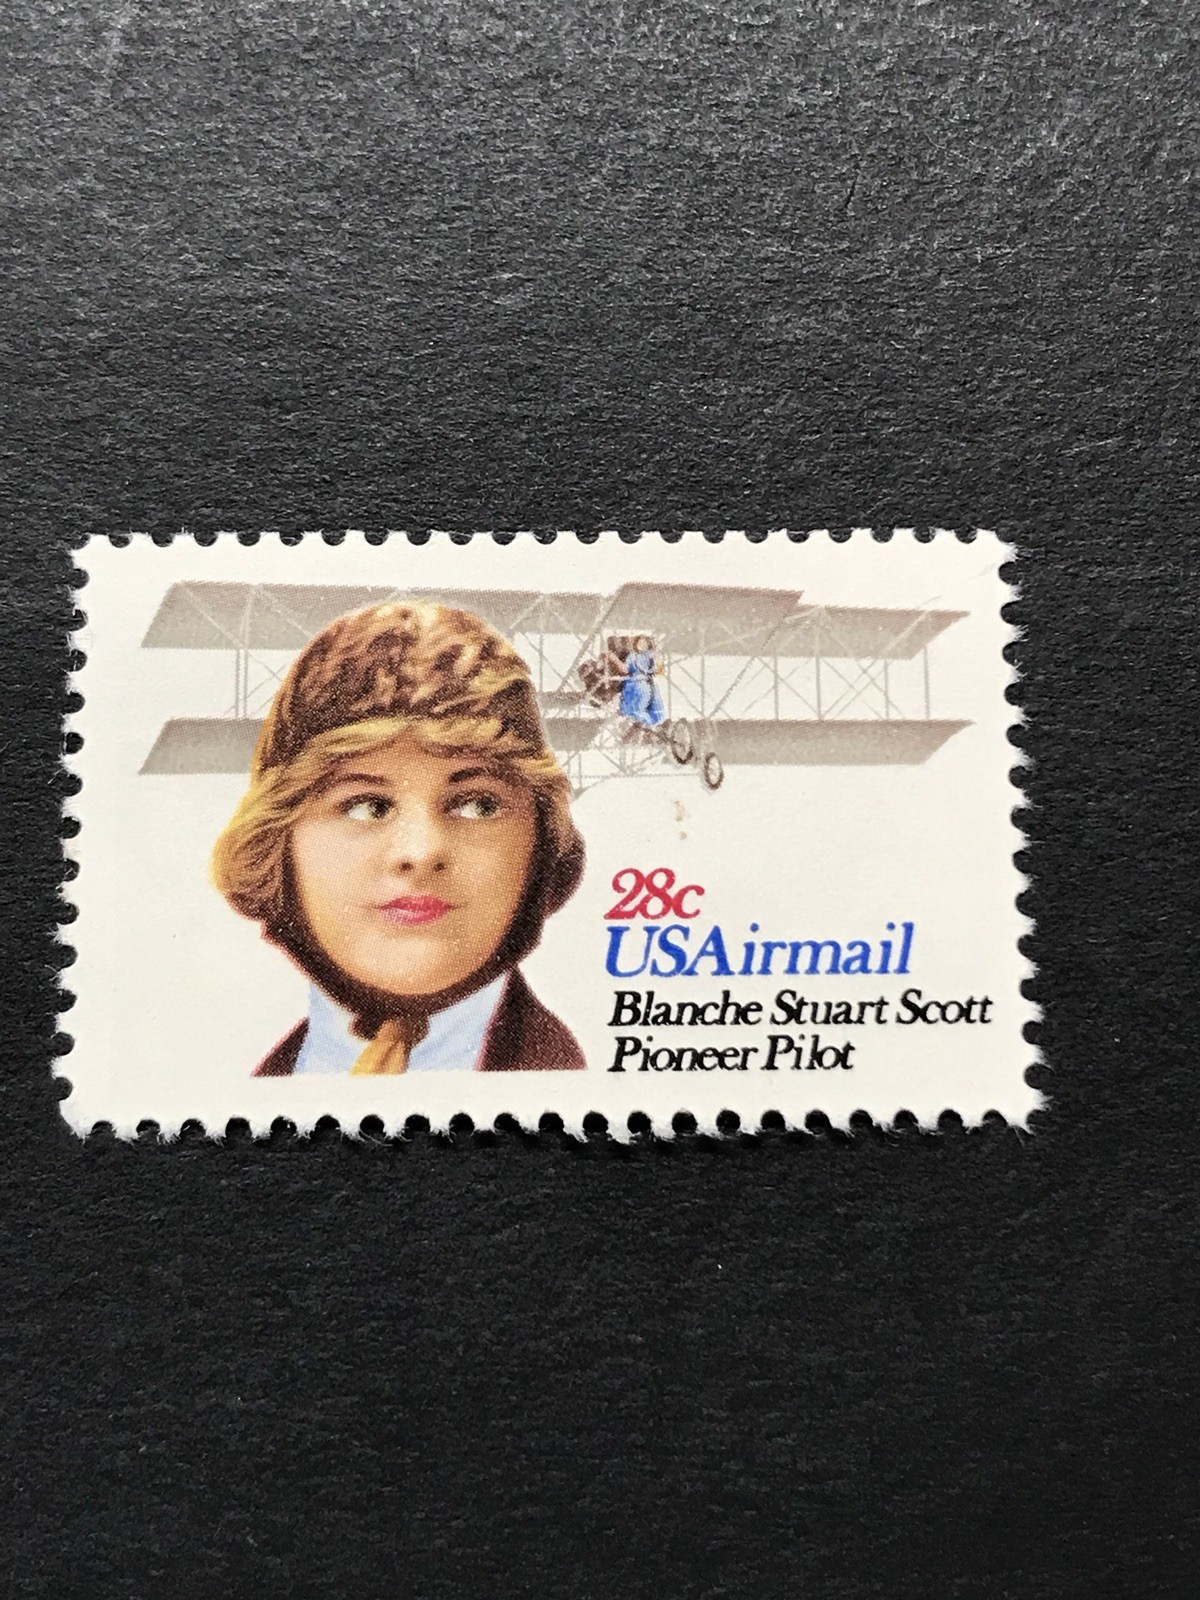 28c
USAirmail
Blanche Stuart Scott
Pioneer Pilot